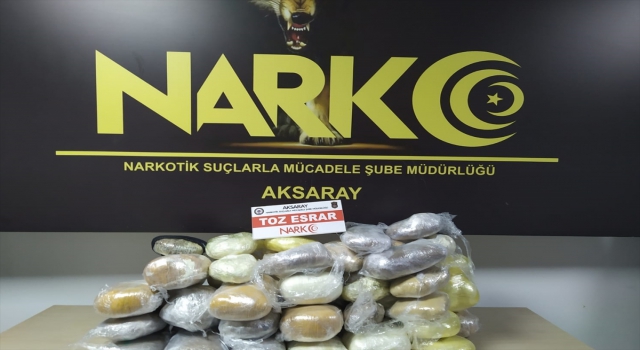 NARKO
NARKOTİK SUÇLARLA MÜCADELE ŞUBE MÜDÜRLÜĞÜ
AKSARAY
AKSARAY
TOZ ESRAR
NARKO